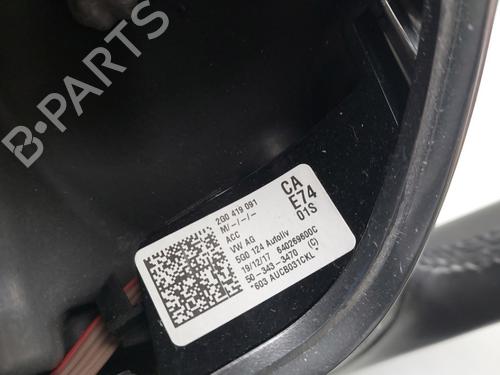 B-PARTS
2G0 419 091
M/-/-/-
ACC
VW AG
5G0 124 Autoliv
19/12/17 640269600C
50-343-3470 (C)
*603 AUCB031CKL*
CA
E74
01S